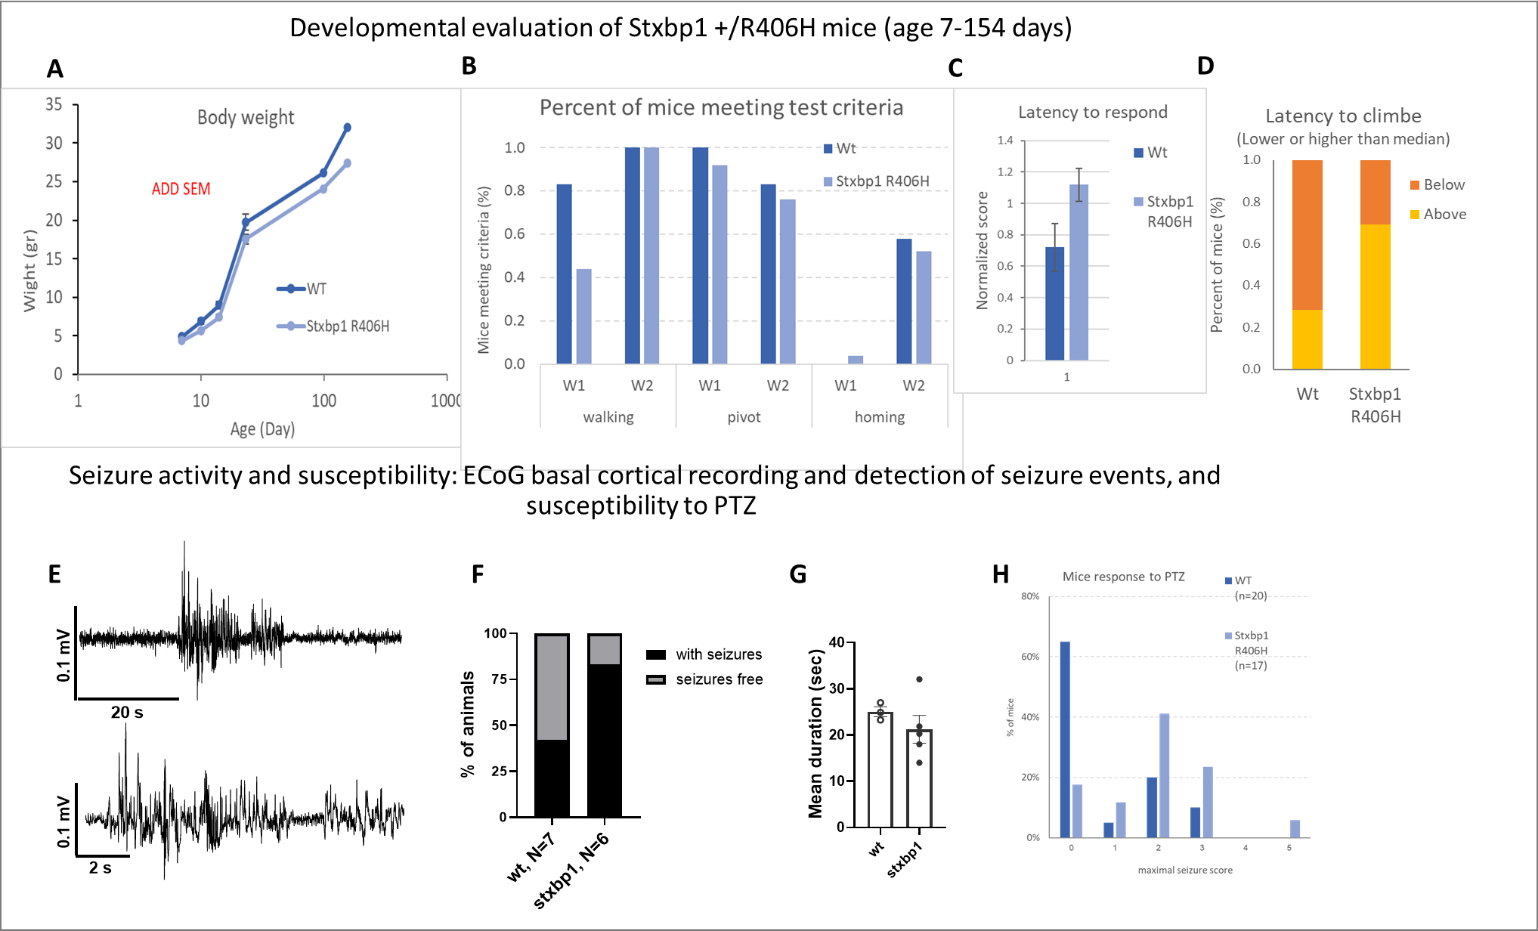 Developmental evaluation of Stxbp1 +/R406H mice (age 7-154 days)
A
Body weight
ADD SEM
Wight (gr)
35
30
25
20
15
10
5
0
1
10
100
1000
Age (Day)
WT
Stxbp1 R406H
B
Percent of mice meeting test criteria
Mice meeting criteria (%)
1.0
0.8
0.6
0.4
0.2
0.0
Wt
Stxbp1 R406H
W1
W2
W1
W2
W1
W2
walking
pivot
homing
C
Latency to respond
Normalized score
1.4
1.2
1
0.8
0.6
0.4
0.2
0
1
Wt
Stxbp1
R406H
D
Latency to climbe
(Lower or higher than median)
Percent of mice (%)
1.0
0.8
0.6
0.4
0.2
0.0
Below
Above
Wt
Stxbp1
R406H
Seizure activity and susceptibility: ECoG basal cortical recording and detection of seizure events, and
susceptibility to PTZ
E
0.1 mV
20 s
0.1 mV
2 s
F
% of animals
100
75
50
25
0
with seizures
seizures free
wt, N=7
stxbp1, N=6
G
Mean duration (sec)
40
30
20
10
0
wt
stxbp1
H
Mice response to PTZ
WT
(n=20)
Stxbp1
R406H
(n=17)
% of mice
80%
60%
40%
20%
0%
0
1
2
3
4
5
maximal seizure score